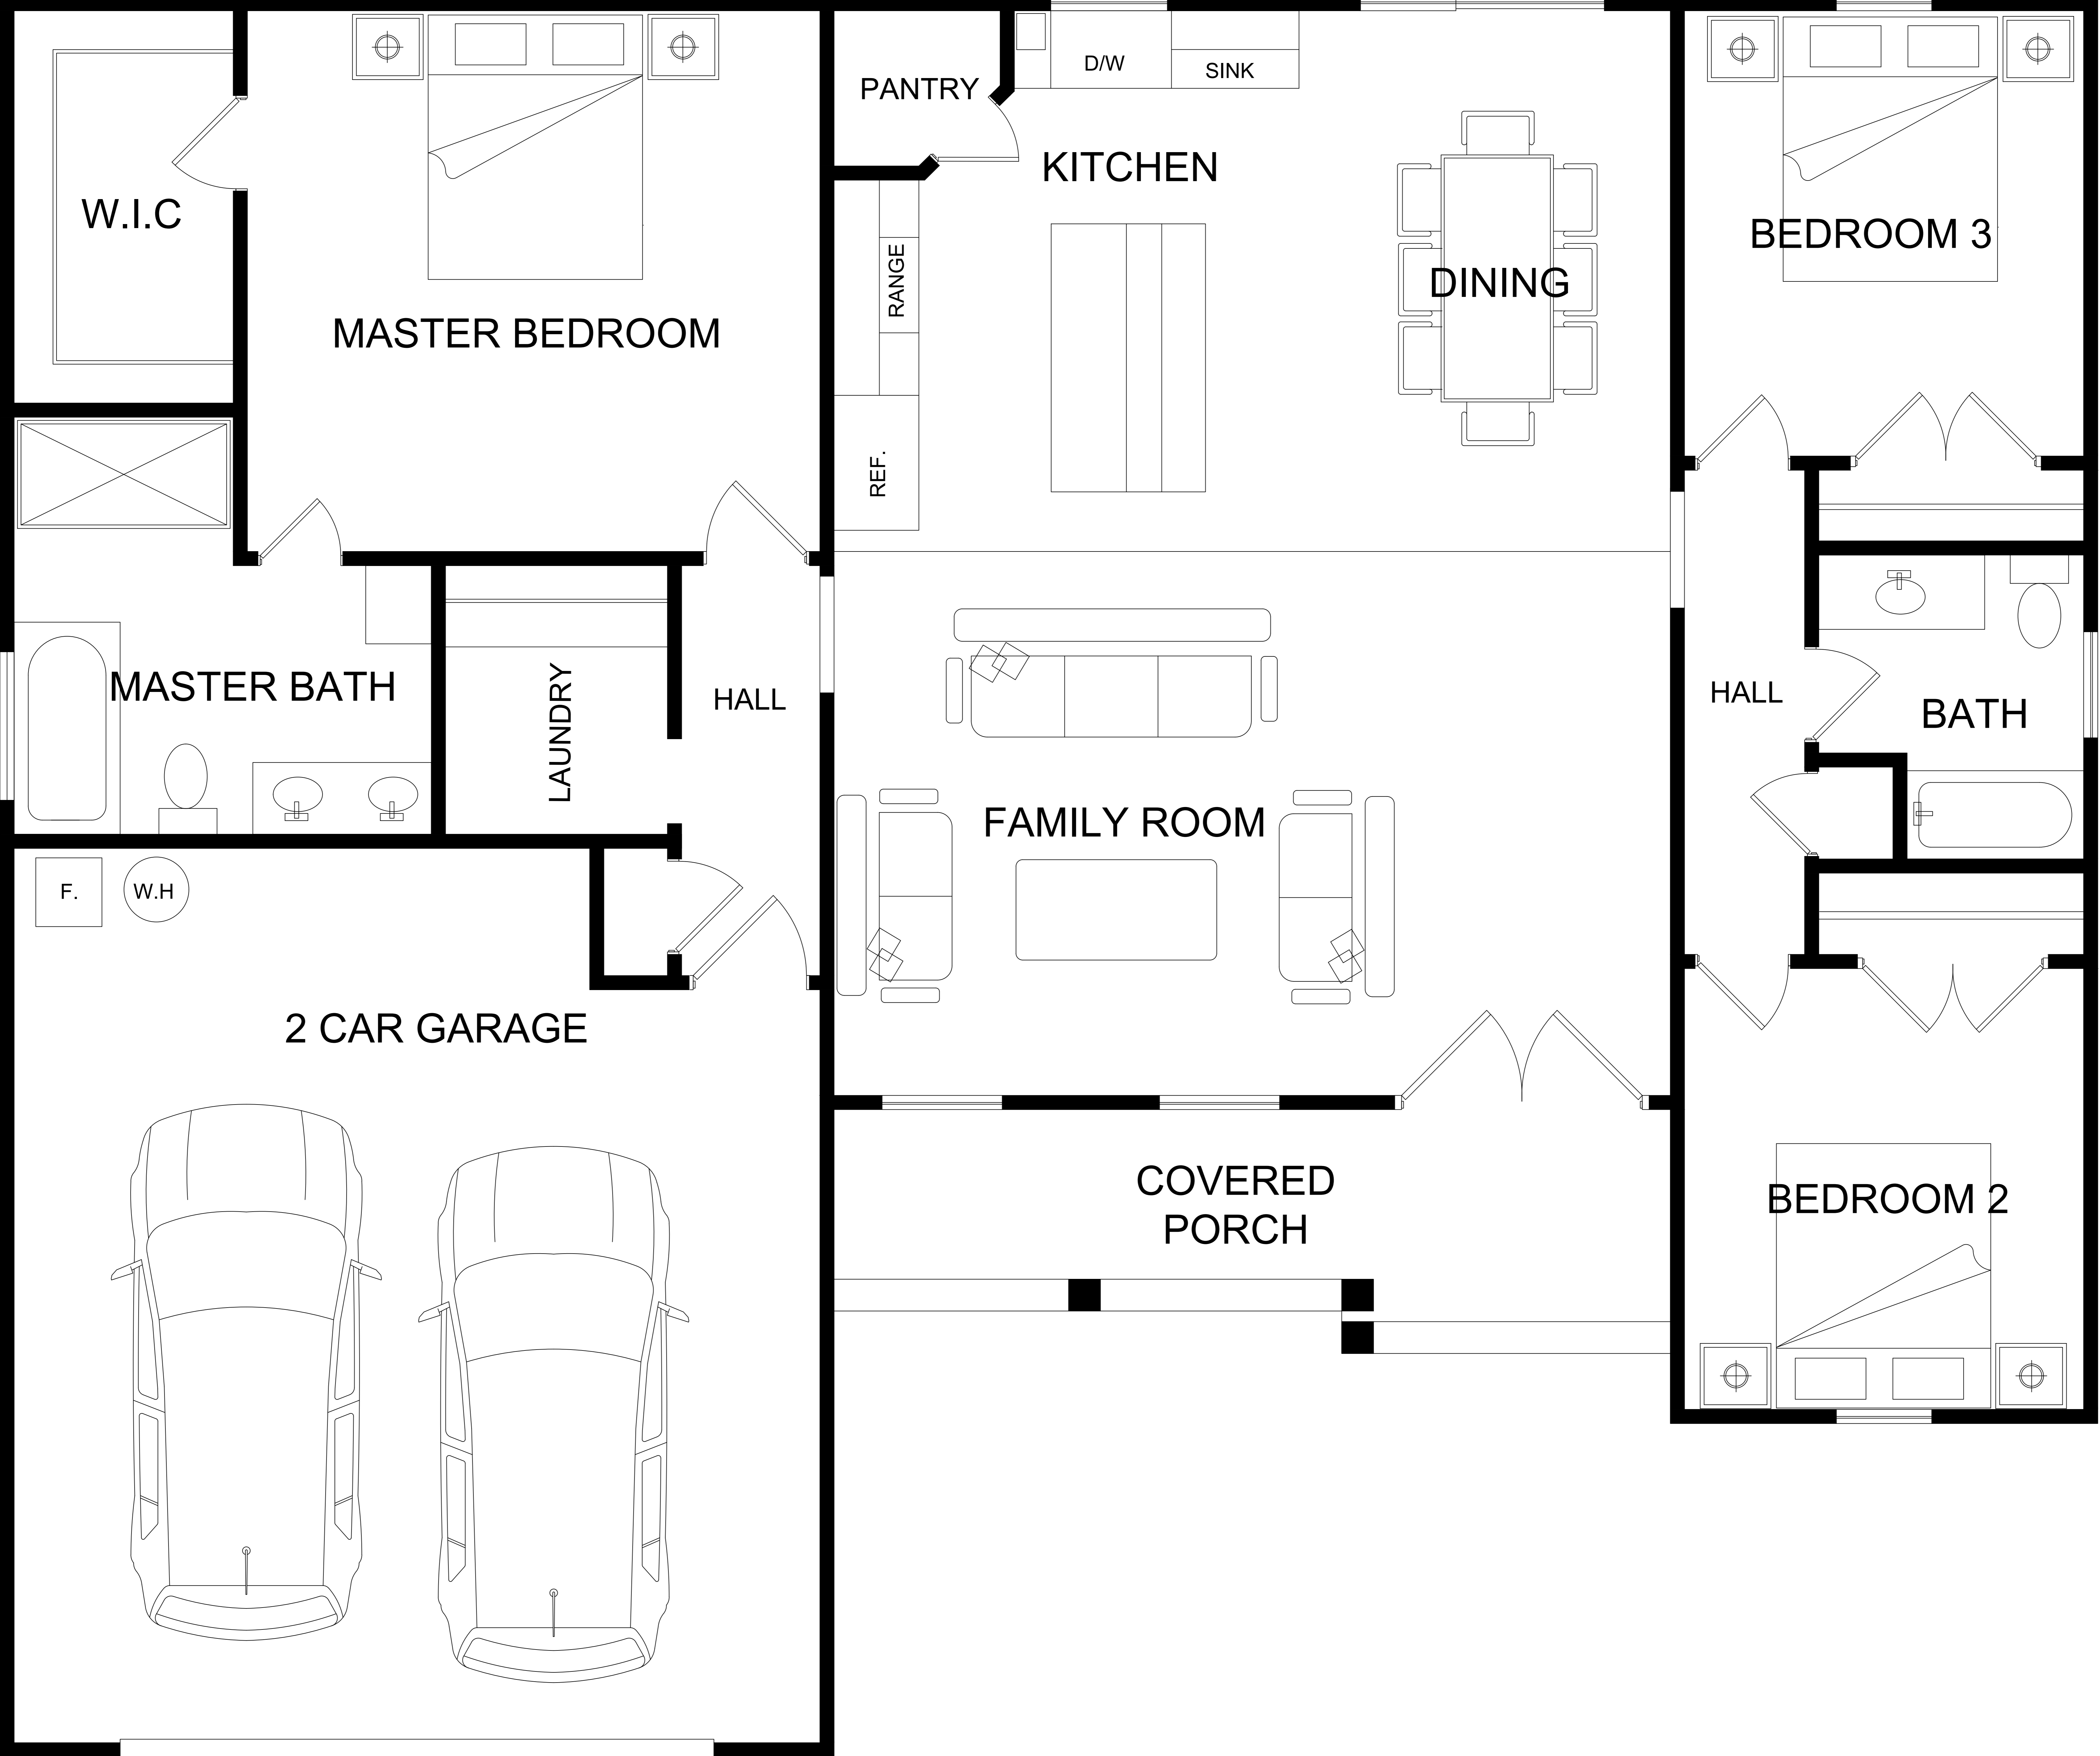 D/W
SINK
PANTRY
KITCHEN
W.I.C
BEDROOM 3
RANGE
DINING
MASTER BEDROOM
REF.
MASTER BATH
LAUNDRY
HALL
HALL
BATH
FAMILY ROOM
F.
W.H
2 CAR GARAGE
COVERED
PORCH
BEDROOM 2